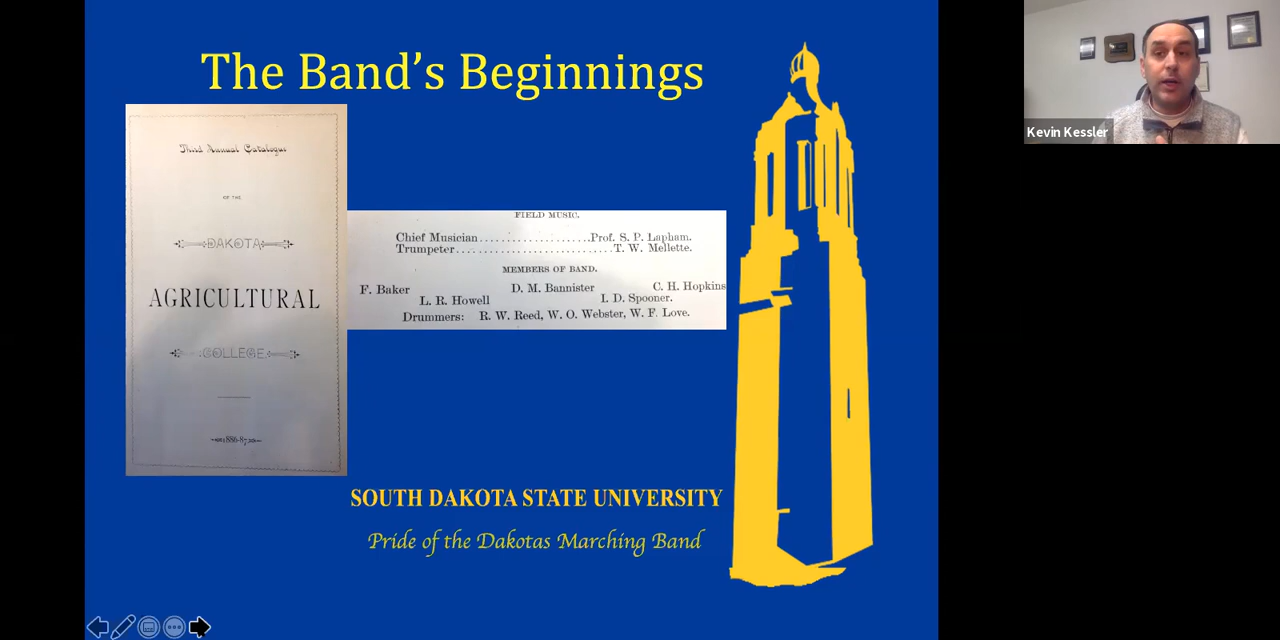 The Band's Beginnings
Third Annual Catalogue
OF THE
DAKOTA
AGRICULTURAL
COLLEGE
1886-87
FIELD MUSIC.
Chief Musician......................Prof. S. P. Lapham.
Trumpeter............................T. W. Mellette.
MEMBERS OF BAND.
F. Baker D. M. Bannister C. H. Hopkins
L. R. Howell I. D. Spooner.
Drummers: R. W. Reed, W. O. Webster, W. F. Love.
SOUTH DAKOTA STATE UNIVERSITY
Pride of the Dakotas Marching Band
Kevin Kessler